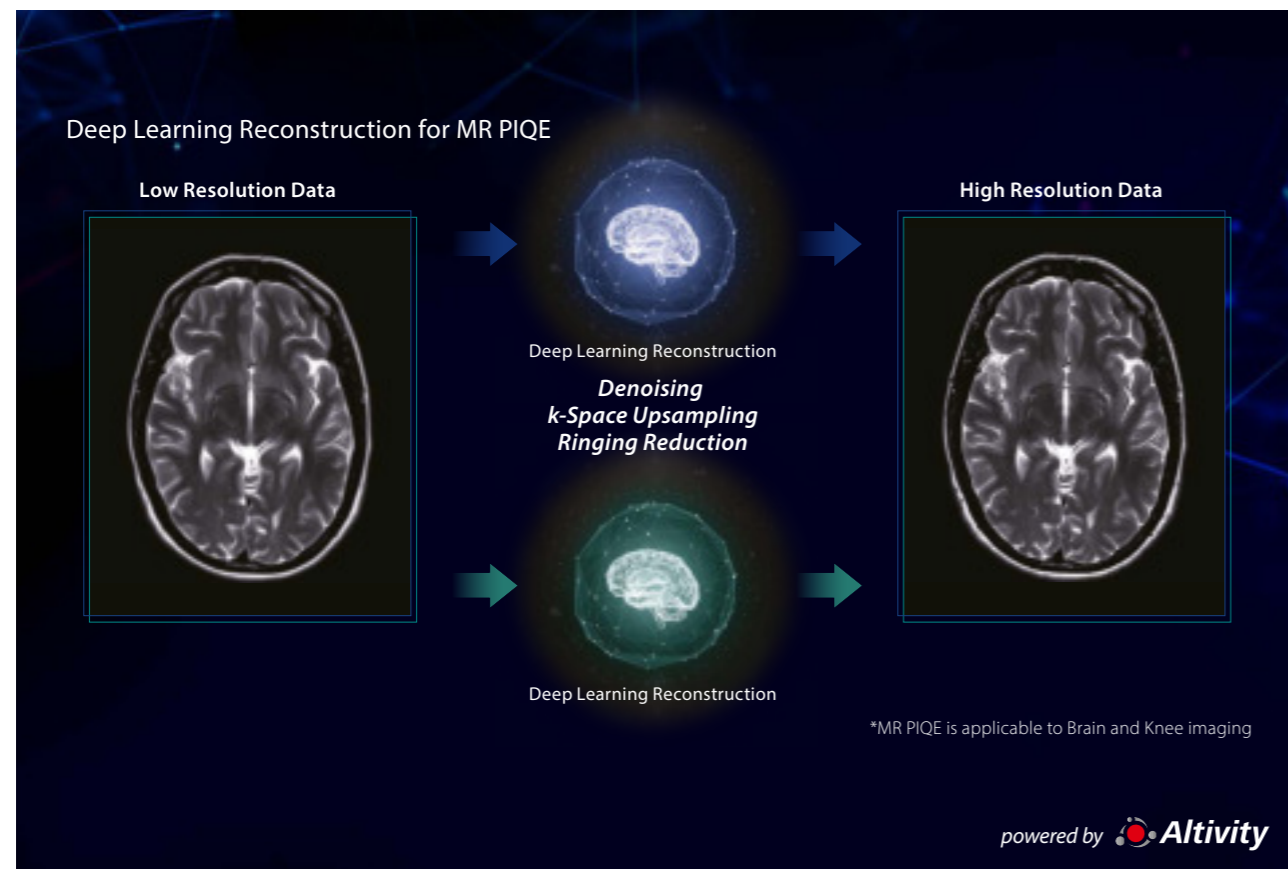 Deep Learning Reconstruction for MR PIQE
Low Resolution Data
High Resolution Data
Deep Learning Reconstruction
Denoising
k-Space Upsampling
Ringing Reduction
Deep Learning Reconstruction
*MR PIQE is applicable to Brain and Knee imaging
powered by Altivity